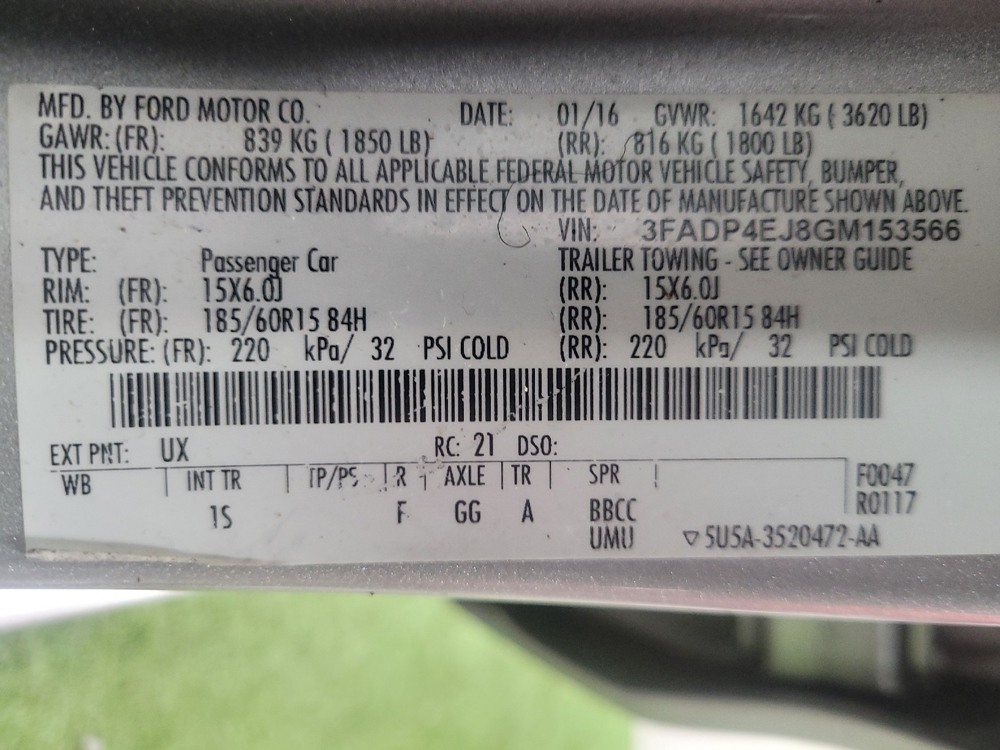 MFD. BY FORD MOTOR CO. DATE: 01/16 GVWR: 1642 KG ( 3620 LB)
GAWR: (FR): 839 KG ( 1850 LB) (RR): 816 KG ( 1800 LB)
THIS VEHICLE CONFORMS TO ALL APPLICABLE FEDERAL MOTOR VEHICLE SAFETY, BUMPER,
AND THEFT PREVENTION STANDARDS IN EFFECT ON THE DATE OF MANUFACTURE SHOWN ABOVE.
VIN: 3FADP4EJ8GM153566
TYPE: Passenger Car TRAILER TOWING - SEE OWNER GUIDE
RIM: (FR): 15X6.0J (RR): 15X6.0J
TIRE: (FR): 185/60R15 84H (RR): 185/60R15 84H
PRESSURE: (FR): 220 kPa/ 32 PSI COLD (RR): 220 kPa/ 32 PSI COLD
EXT PNT: UX RC: 21 DSO:
WB | INT TR | TP/PS | R | AXLE | TR | SPR | F0047
R0117
1S F GG A BBCC
UMU ▽5U5A-3520472-AA